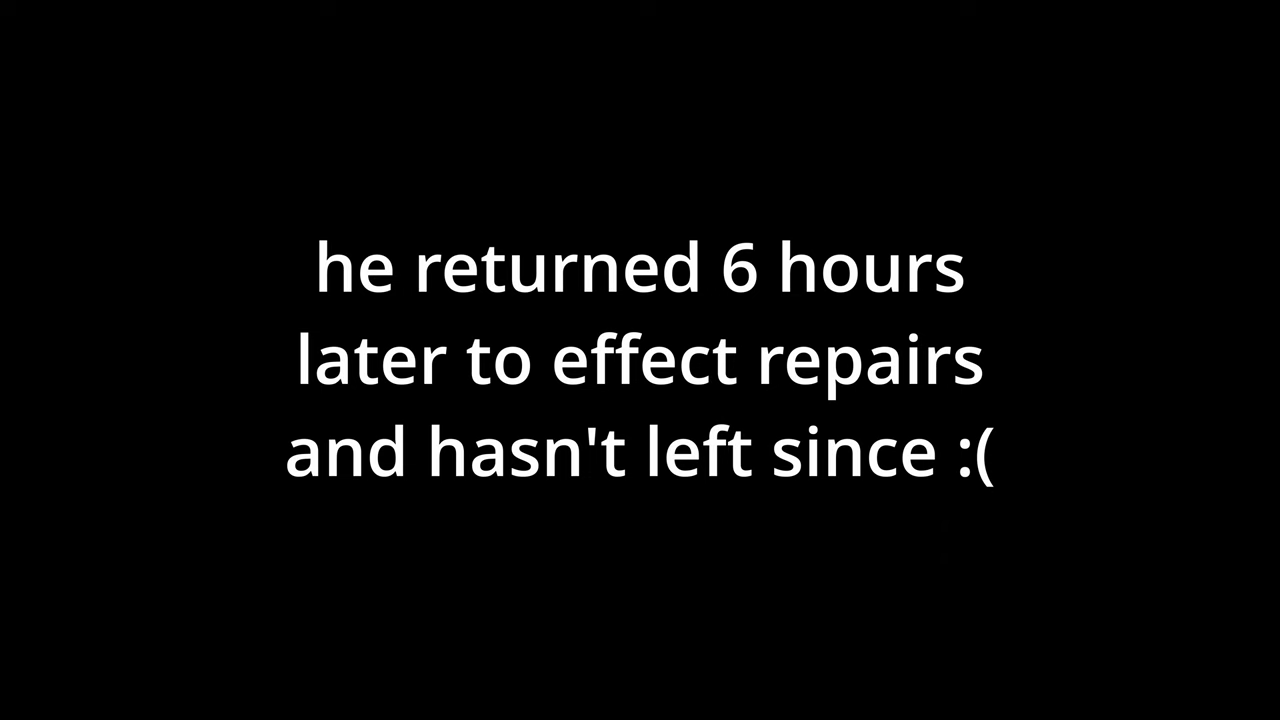 he returned 6 hours
later to effect repairs
and hasn't left since :(